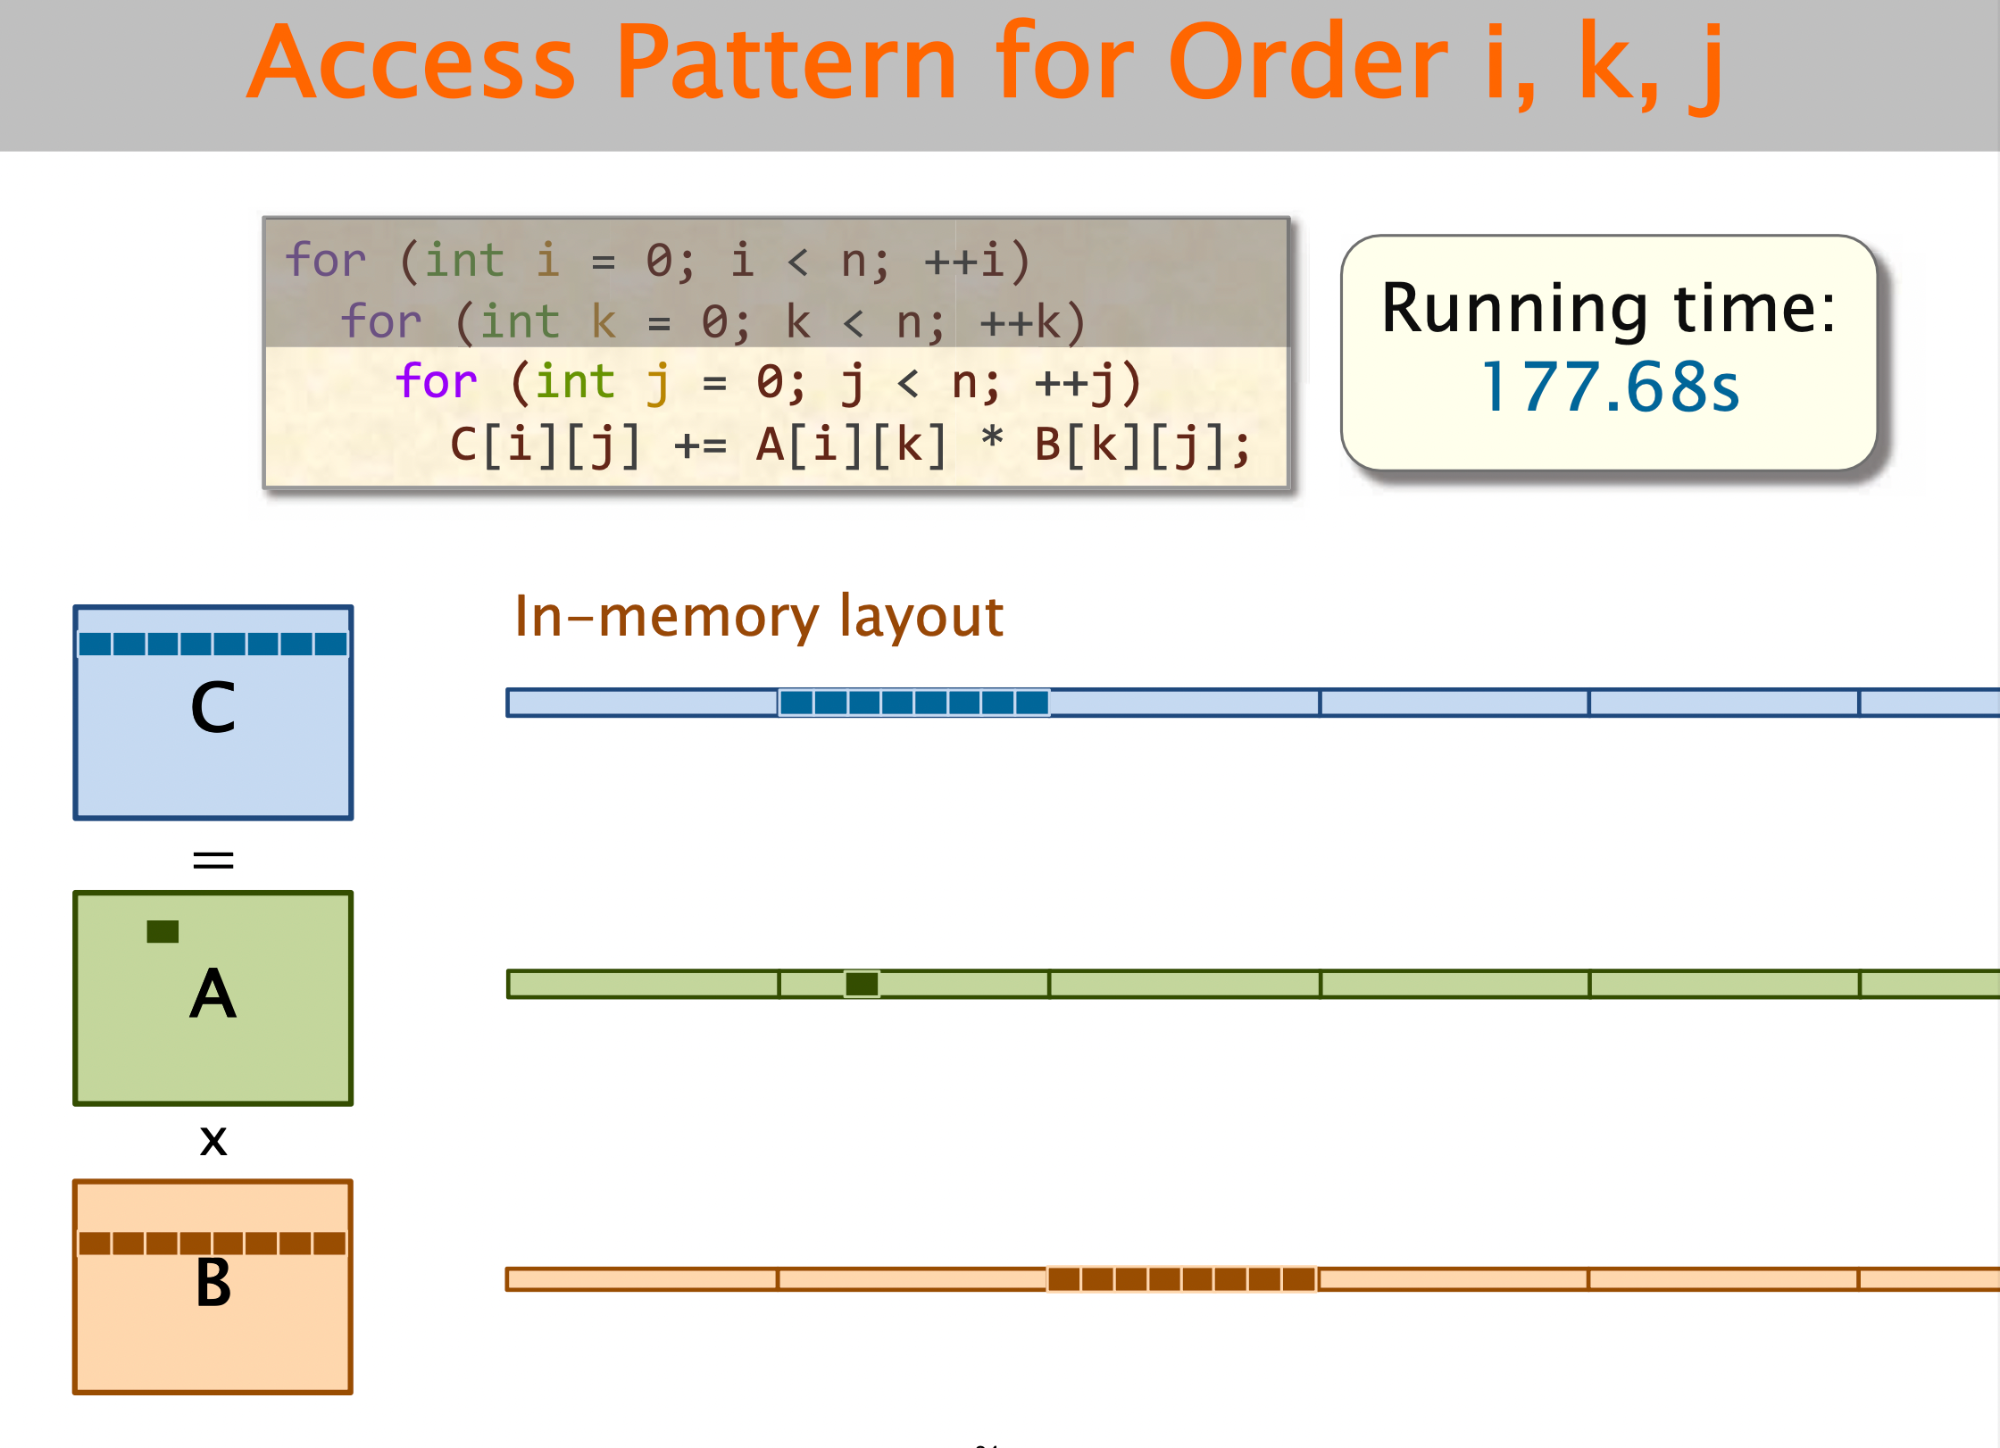 Access Pattern for Order i, k, j
for (int i = 0; i < n; ++i)
for (int k = 0; k < n; ++k)
for (int j = 0; j < n; ++j)
C[i][j] += A[i][k] * B[k][j];
Running time:
177.68s
In-memory layout
C
=
A
x
B